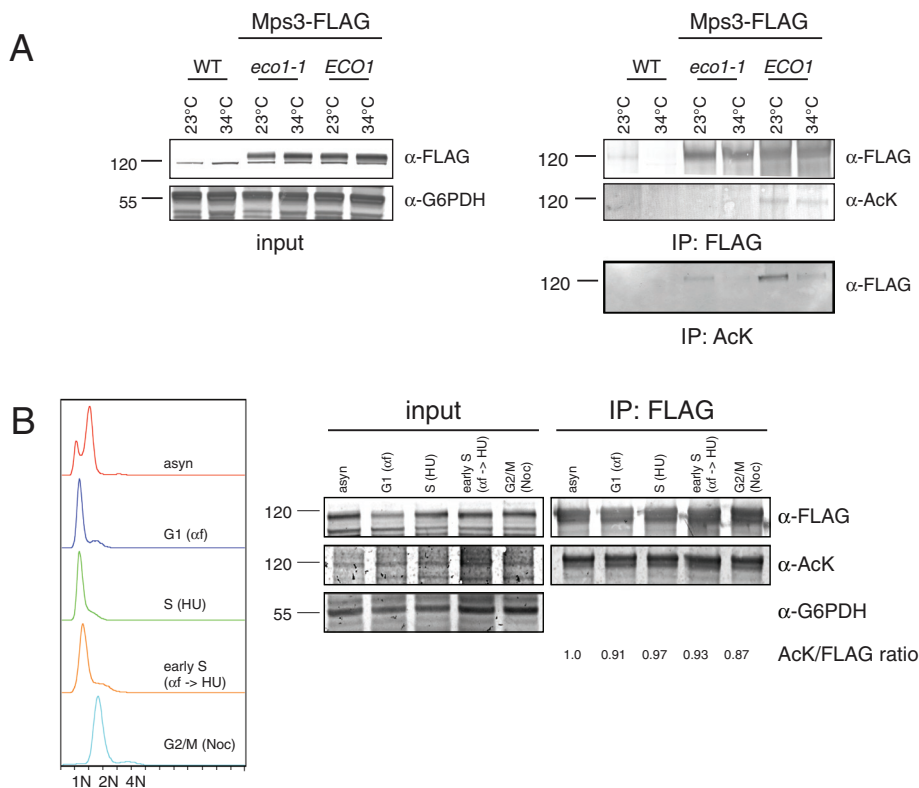 A
Mps3-FLAG
WT
eco1-1
ECO1
23°C
34°C
23°C
34°C
23°C
34°C
120
α-FLAG
55
α-G6PDH
input
Mps3-FLAG
WT
eco1-1
ECO1
23°C
34°C
23°C
34°C
23°C
34°C
120
α-FLAG
120
α-AcK
IP: FLAG
120
α-FLAG
IP: AcK
B
asyn
G1 (αf)
S (HU)
early S
(αf -> HU)
G2/M (Noc)
1N 2N 4N
input
asyn
G1 (αf)
S (HU)
early S
(αf -> HU)
G2/M
(Noc)
120
120
55
IP: FLAG
asyn
G1 (αf)
S (HU)
early S
(αf -> HU)
G2/M
(Noc)
α-FLAG
α-AcK
α-G6PDH
1.0 0.91 0.97 0.93 0.87 AcK/FLAG ratio